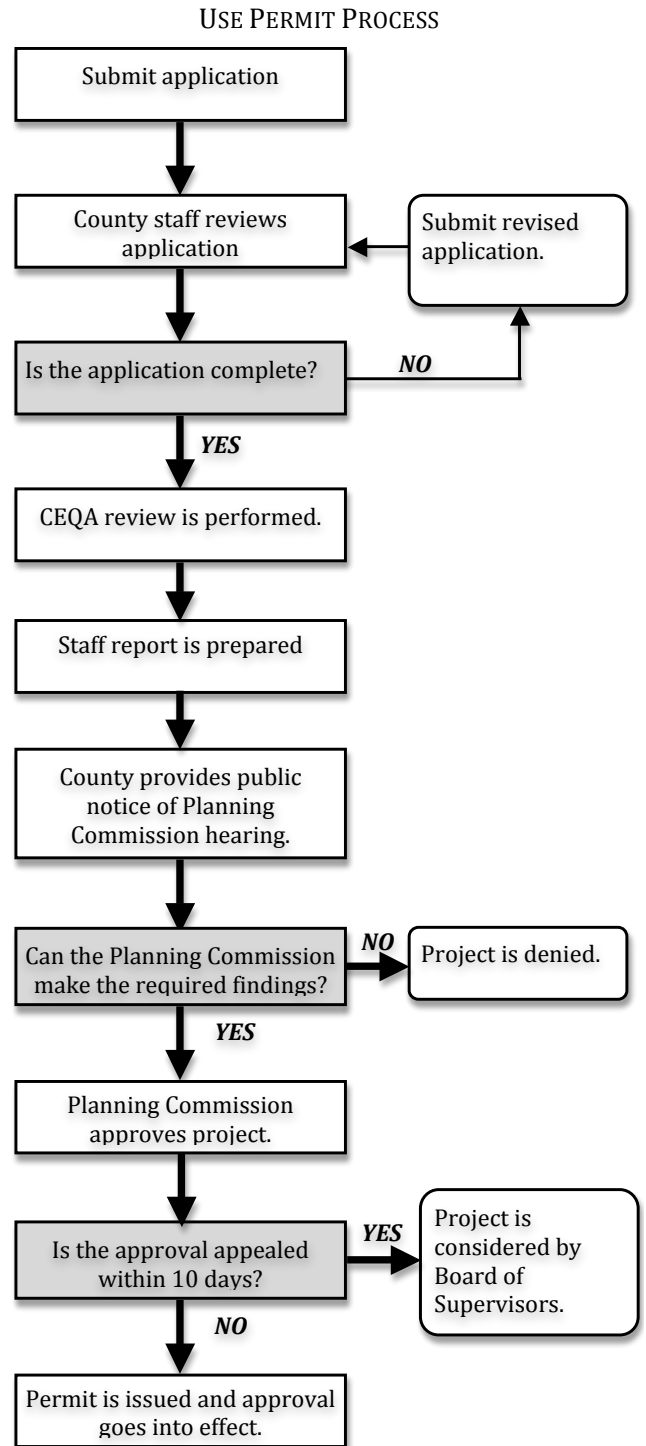 USE PERMIT PROCESS
Submit application
County staff reviews
application
Submit revised
application.
Is the application complete?
NO
YES
CEQA review is performed.
Staff report is prepared
County provides public
notice of Planning
Commission hearing.
Can the Planning Commission
make the required findings?
NO
Project is denied.
YES
Planning Commission
approves project.
Is the approval appealed
within 10 days?
YES
Project is
considered by
Board of
Supervisors.
NO
Permit is issued and approval
goes into effect.